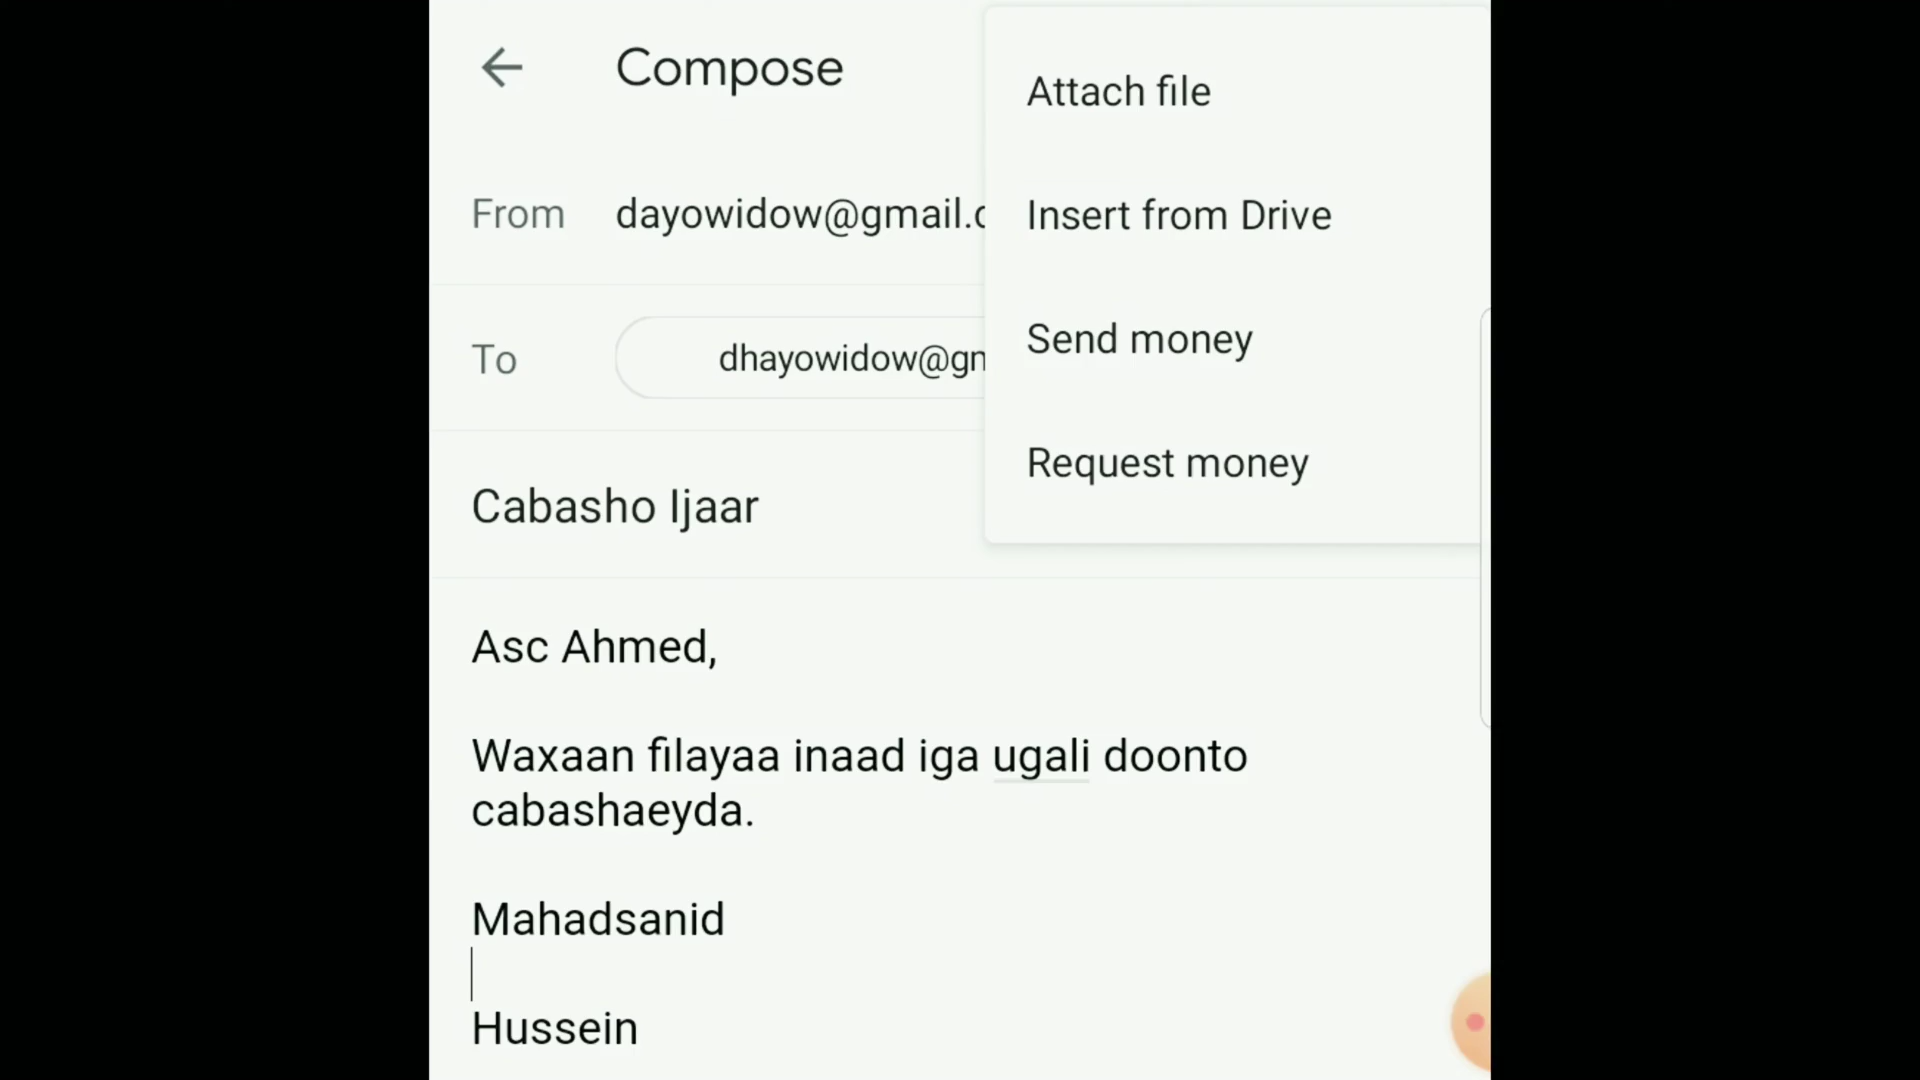 Compose
Attach file
From dayowidow@gmail.
Insert from Drive
To dhayowidow@g
Send money
Request money
Cabasho Ijaar
Asc Ahmed,
Waxaan filayaa inaad iga ugali doonto
cabashaeyda.
Mahadsanid
Hussein